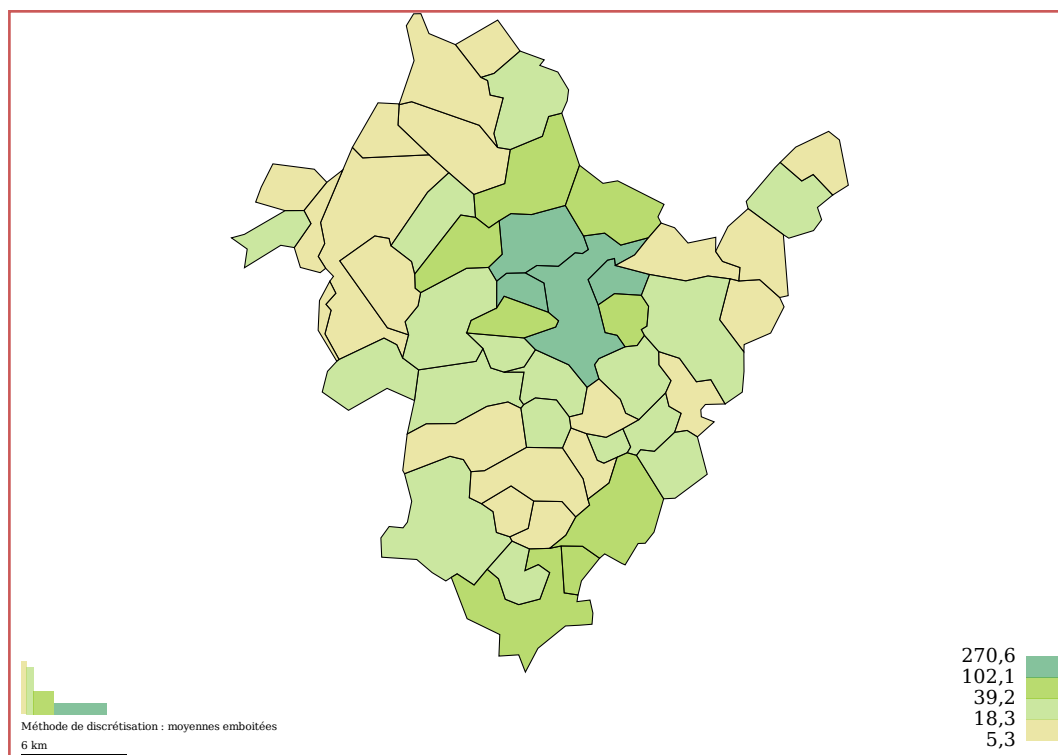 270,6
102,1
39,2
18,3
5,3
Méthode de discrétisation : moyennes emboitées
6 km